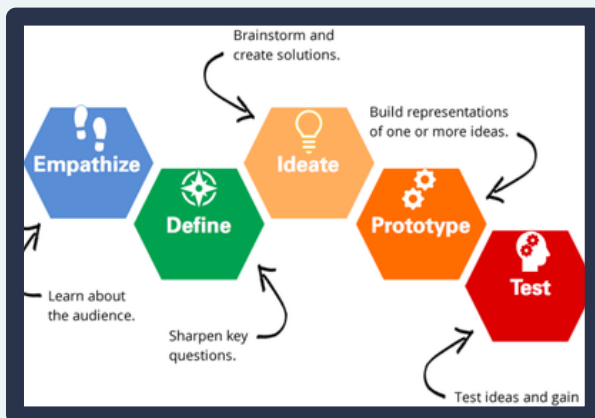 Brainstorm and
create solutions.
Build representations
of one or more ideas.
Empathize
Ideate
Define
Prototype
Test
Learn about
the audience.
Sharpen key
questions.
Test ideas and gain